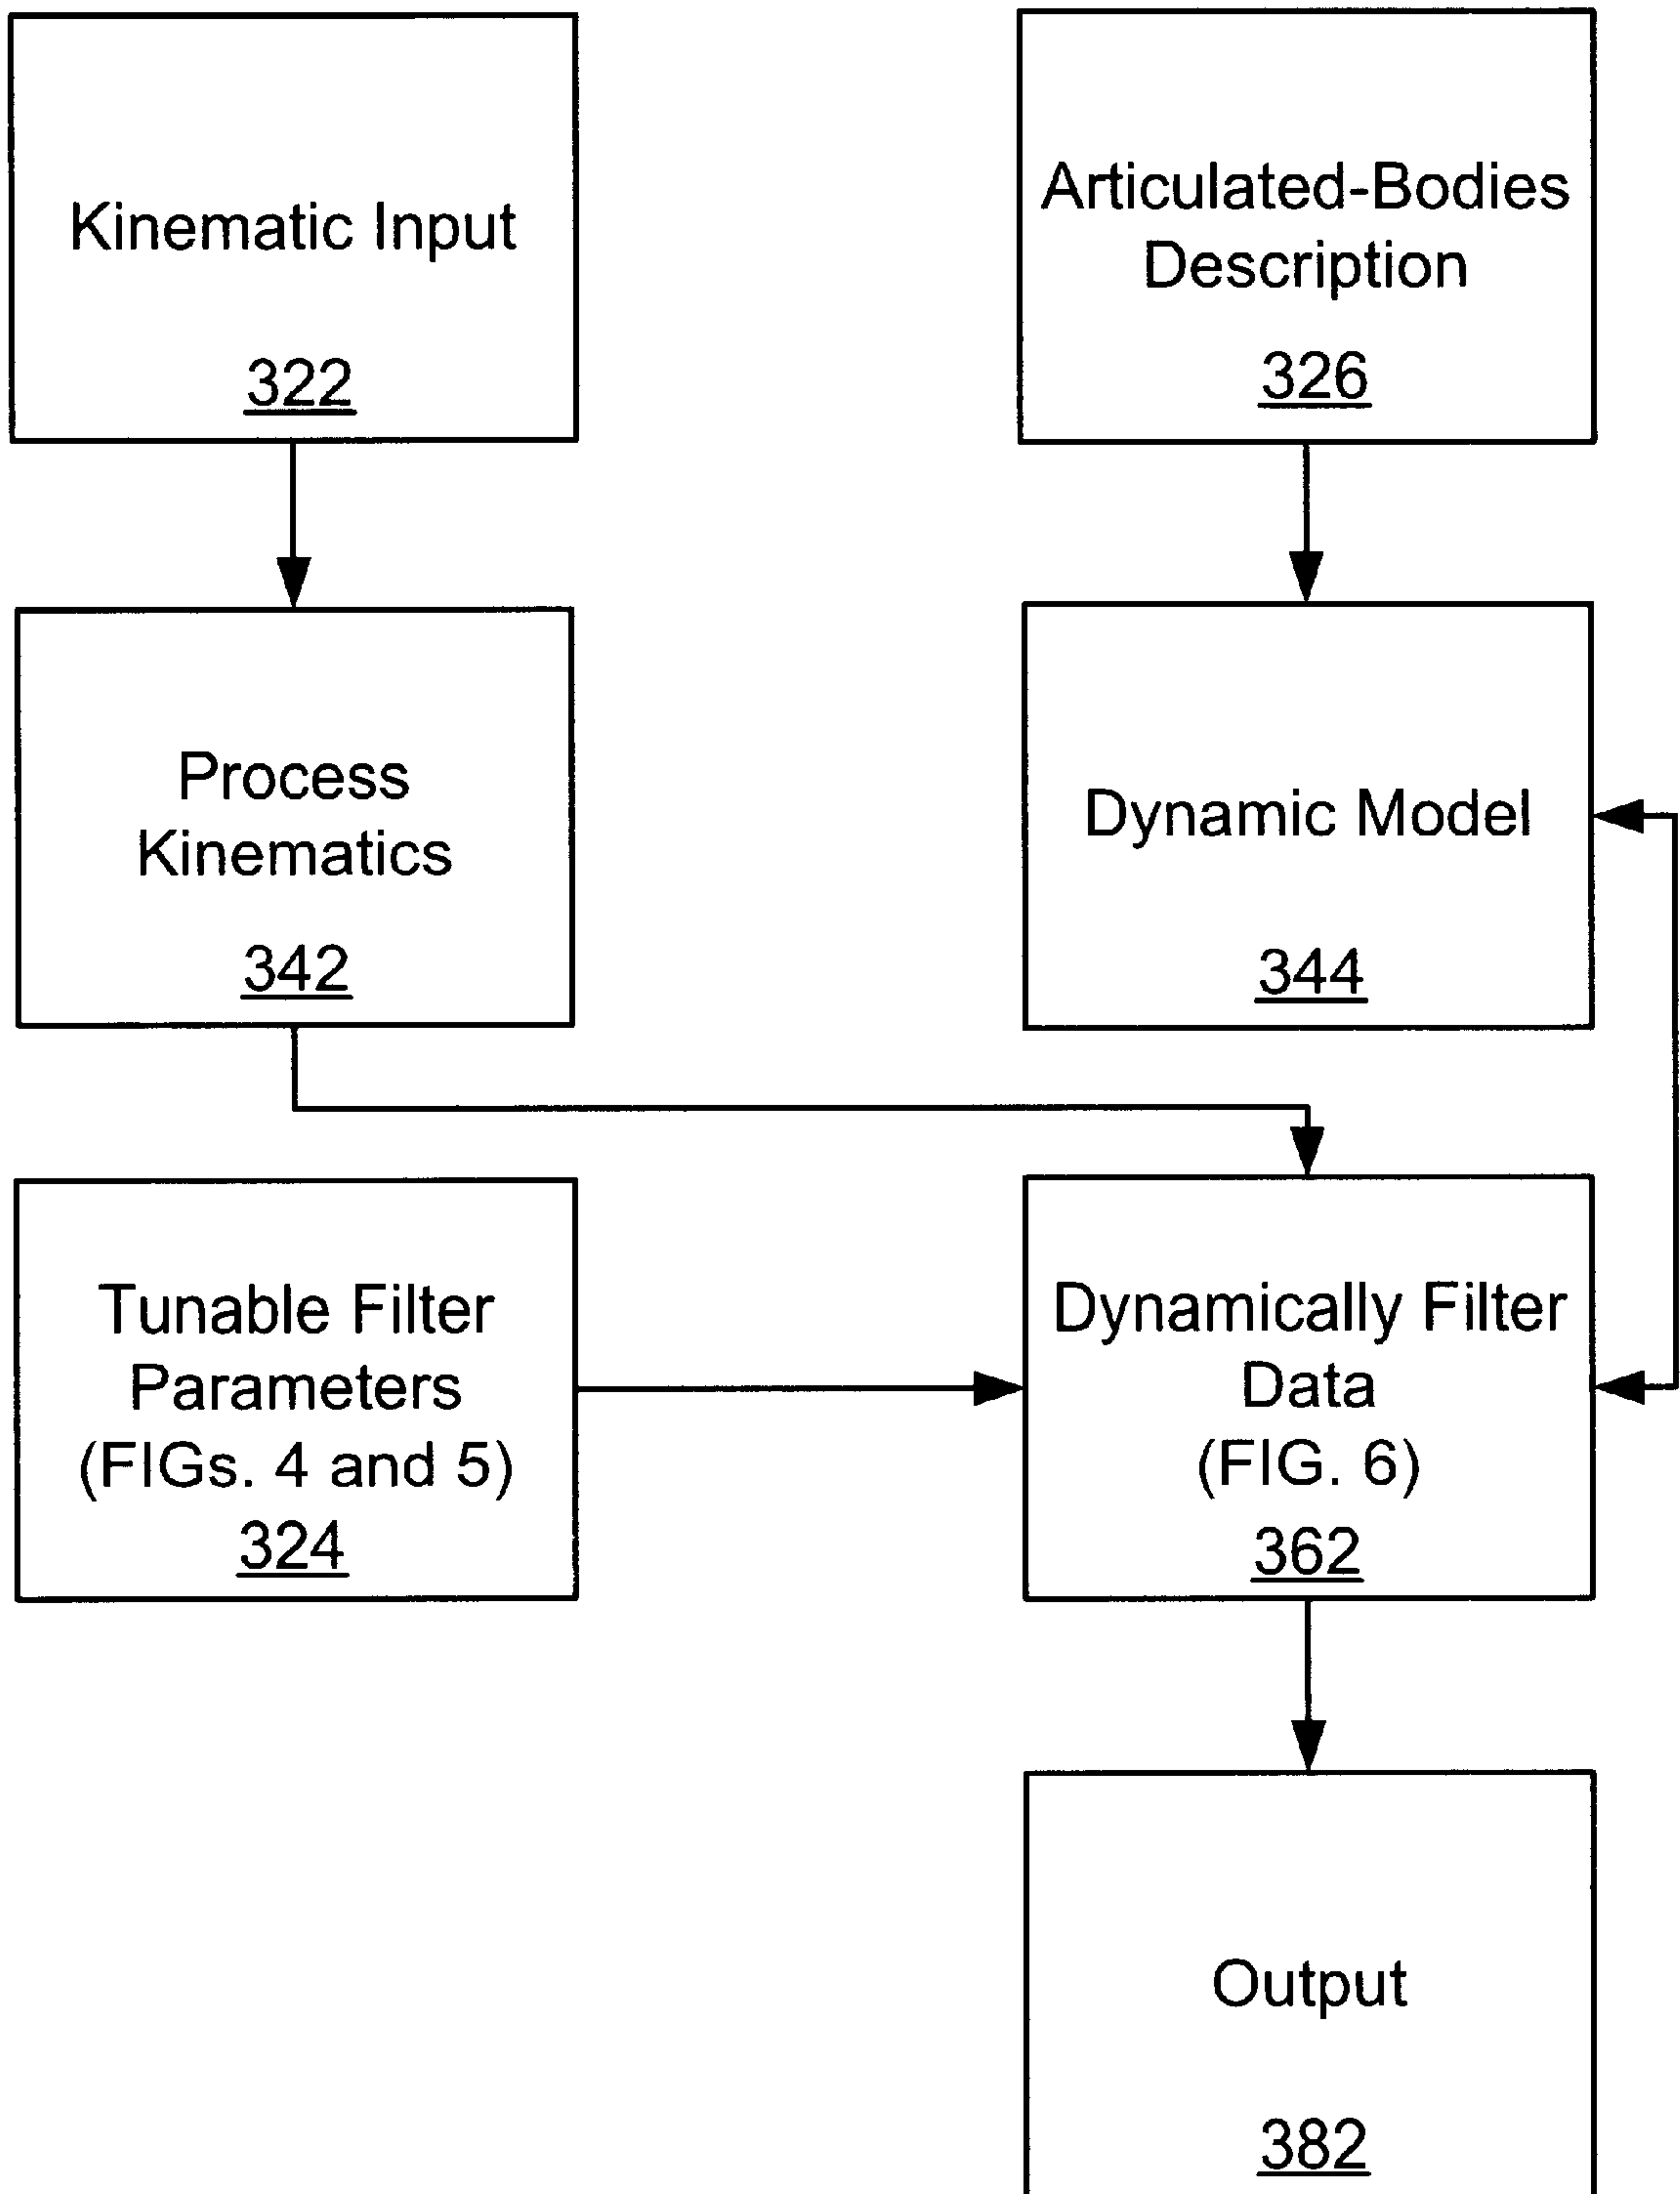 Kinematic Input
322
Articulated-Bodies
Description
326
Process
Kinematics
342
Dynamic Model
344
Tunable Filter
Parameters
(FIGs. 4 and 5)
324
Dynamically Filter
Data
(FIG. 6)
362
Output
382